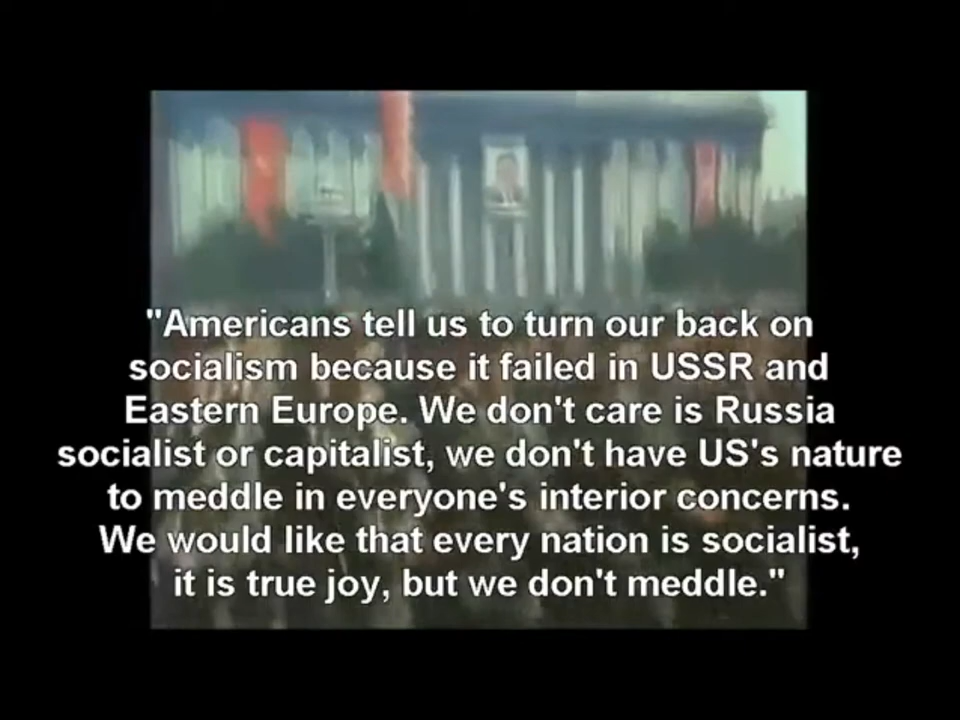 "Americans tell us to turn our back on
socialism because it failed in USSR and
Eastern Europe. We don't care is Russia
socialist or capitalist, we don't have US's nature
to meddle in everyone's interior concerns.
We would like that every nation is socialist,
it is true joy, but we don't meddle."